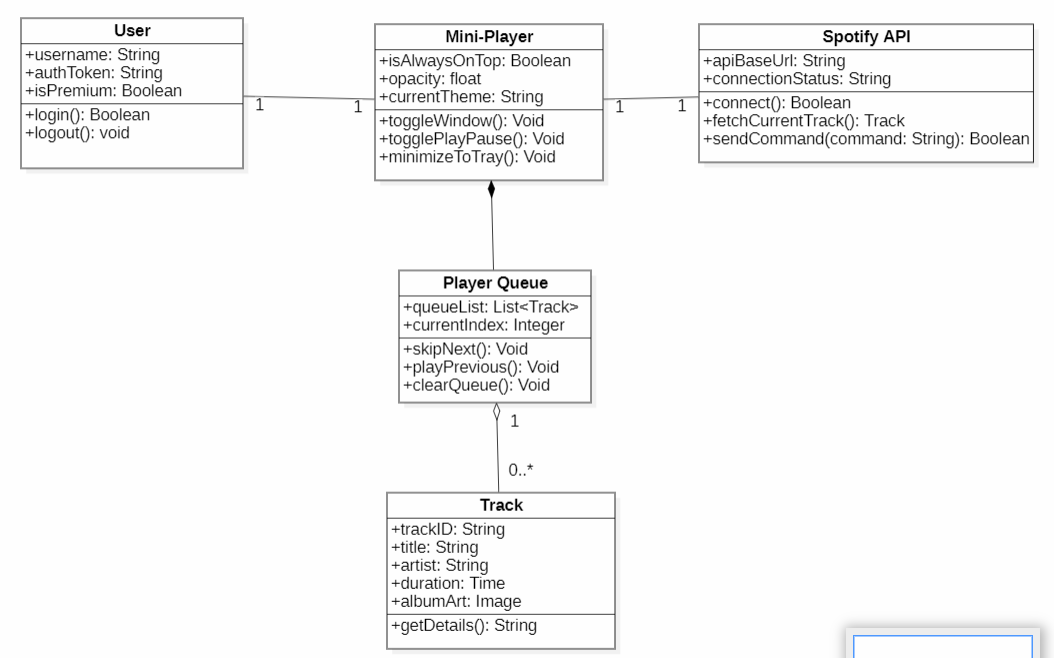 User
+username: String
+authToken: String
+isPremium: Boolean
+login(): Boolean
+logout(): void
1
1
Mini-Player
+isAlwaysOnTop: Boolean
+opacity: float
+currentTheme: String
+toggleWindow(): Void
+togglePlayPause(): Void
+minimizeToTray(): Void
1
1
Spotify API
+apiBaseUrl: String
+connectionStatus: String
+connect(): Boolean
+fetchCurrentTrack(): Track
+sendCommand(command: String): Boolean
Player Queue
+queueList: List<Track>
+currentIndex: Integer
+skipNext(): Void
+playPrevious(): Void
+clearQueue(): Void
1
0..*
Track
+trackID: String
+title: String
+artist: String
+duration: Time
+albumArt: Image
+getDetails(): String